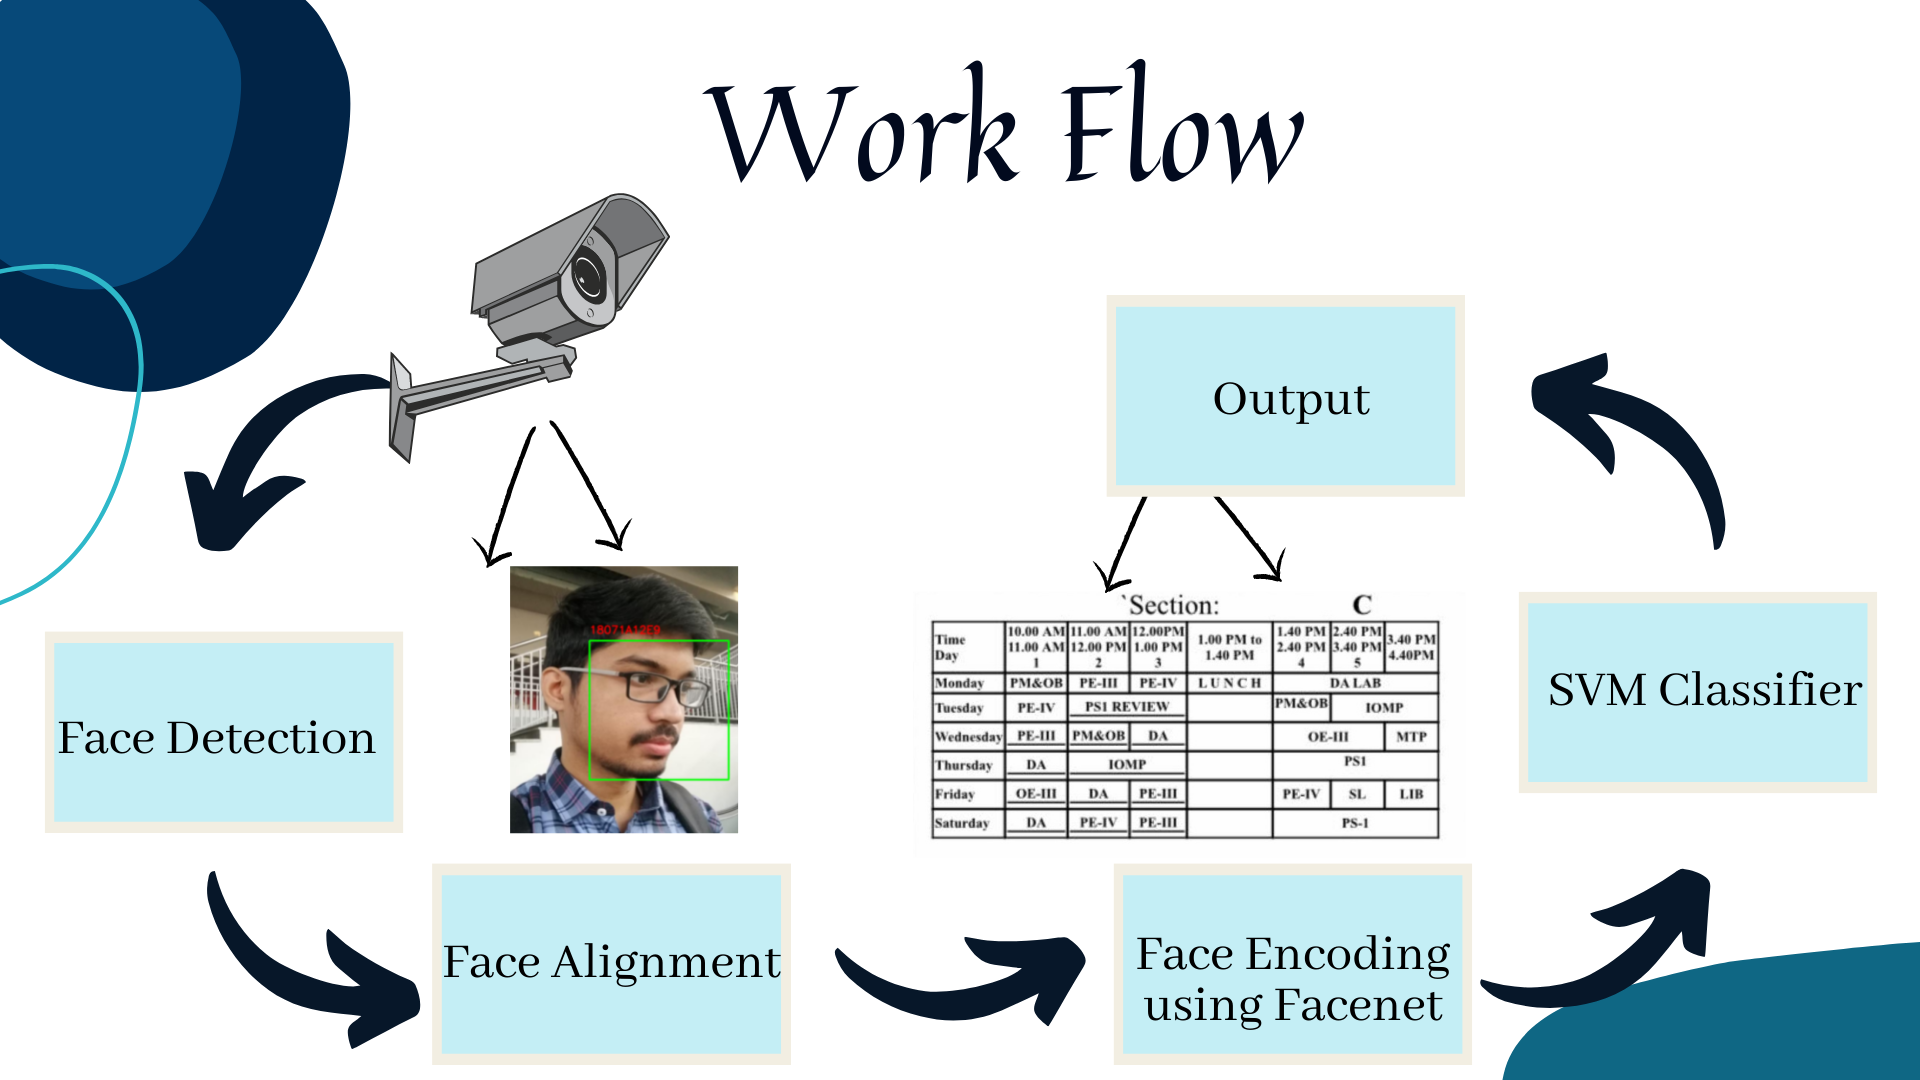 Work Flow
Output
Face Detection
18071A12E9
`Section: C
Time Day 10.00 AM 11.00 AM 1 11.00 AM 12.00 PM 2 12.00PM 1.00 PM 3 1.00 PM to 1.40 PM 1.40 PM 2.40 PM 4 2.40 PM 3.40 PM 5 3.40 PM 4.40PM
Monday PM&OB PE-III PE-IV L U N C H DA LAB
Tuesday PE-IV PS1 REVIEW PM&OB IOMP
Wednesday PE-III PM&OB DA OE-III MTP
Thursday DA IOMP PS1
Friday OE-III DA PE-III PE-IV SL LIB
Saturday DA PE-IV PE-III PS-1
SVM Classifier
Face Alignment
Face Encoding
using Facenet